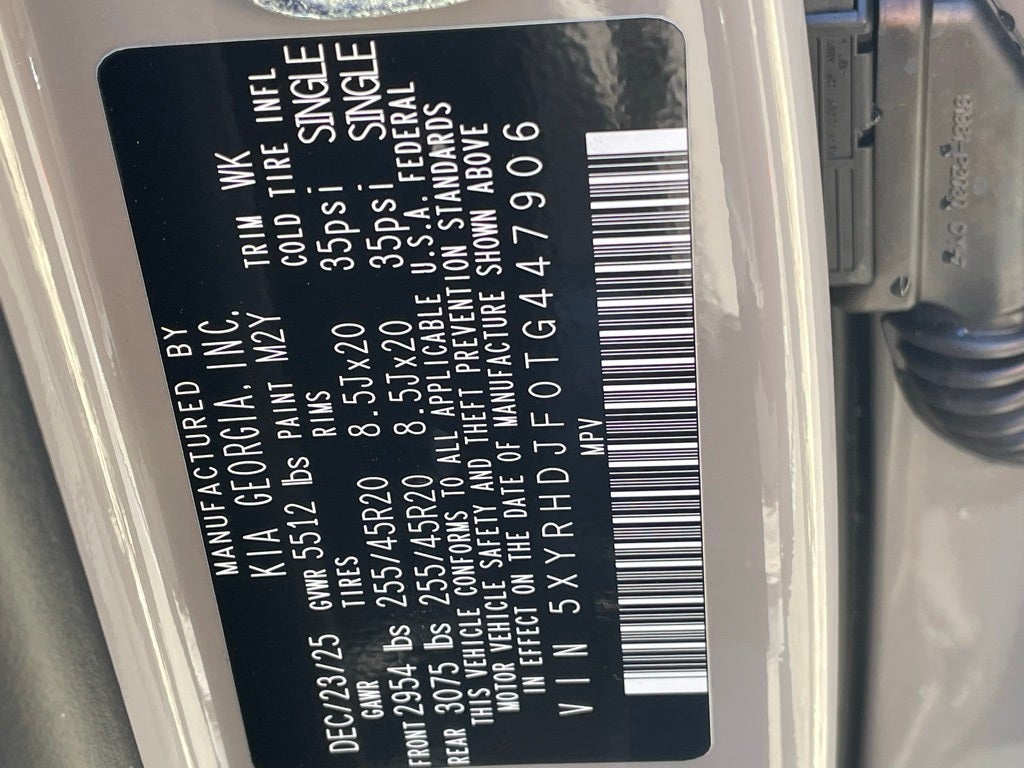 MANUFACTURED BY
KIA GEORGIA, INC.
DEC/23/25 GVWR 5512 lbs PAINT M2Y TRIM WK
GAWR TIRES RIMS COLD TIRE INFL
FRONT 2954 lbs 255/45R20 8.5Jx20 35psi SINGLE
REAR 3075 lbs 255/45R20 8.5Jx20 35psi SINGLE
THIS VEHICLE CONFORMS TO ALL APPLICABLE U.S.A. FEDERAL
MOTOR VEHICLE SAFETY AND THEFT PREVENTION STANDARDS
IN EFFECT ON THE DATE OF MANUFACTURE SHOWN ABOVE
VIN 5XYRHDJF0TG447906
MPV